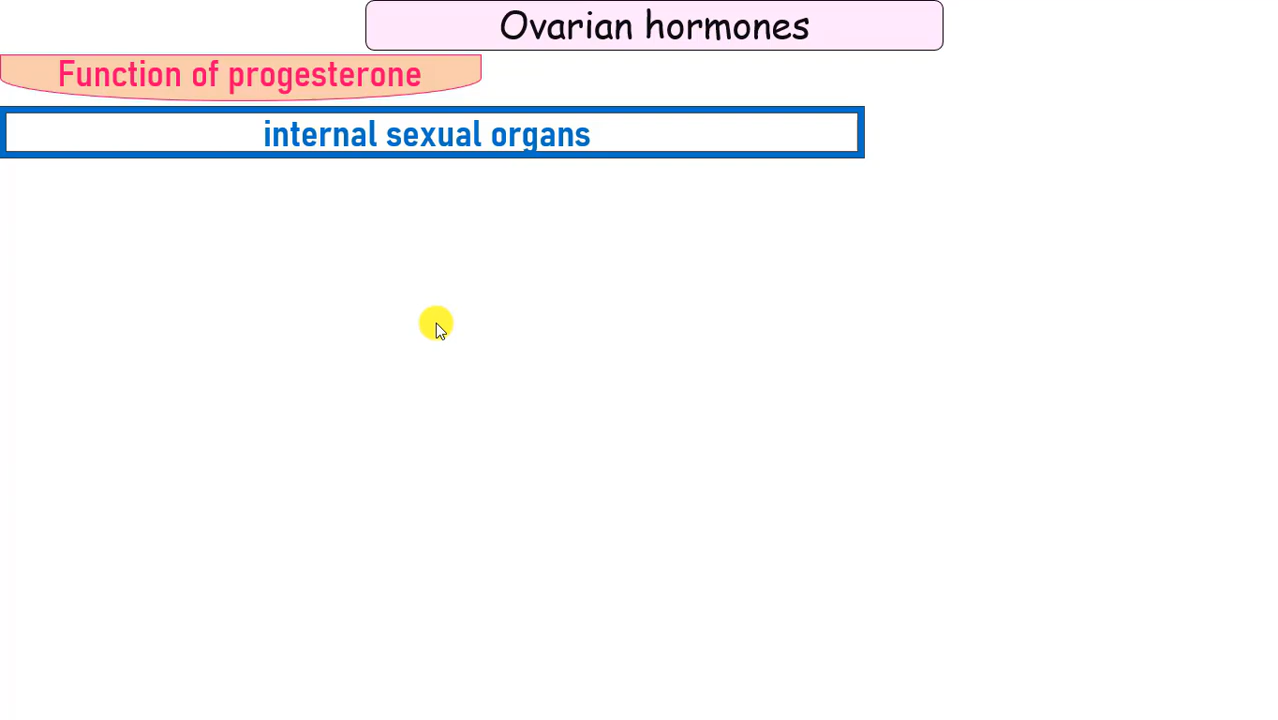 Ovarian hormones
Function of progesterone
internal sexual organs